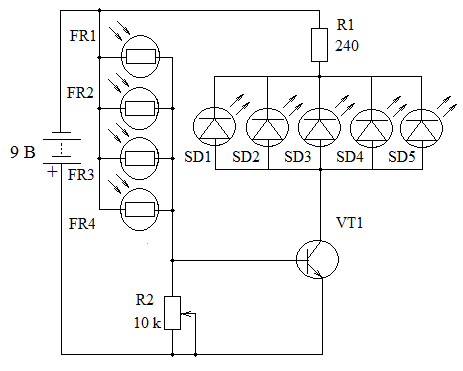 FR1
R1
240
FR2
9 В
SD1
SD2
SD3
SD4
SD5
+
FR3
FR4
VT1
R2
10 k